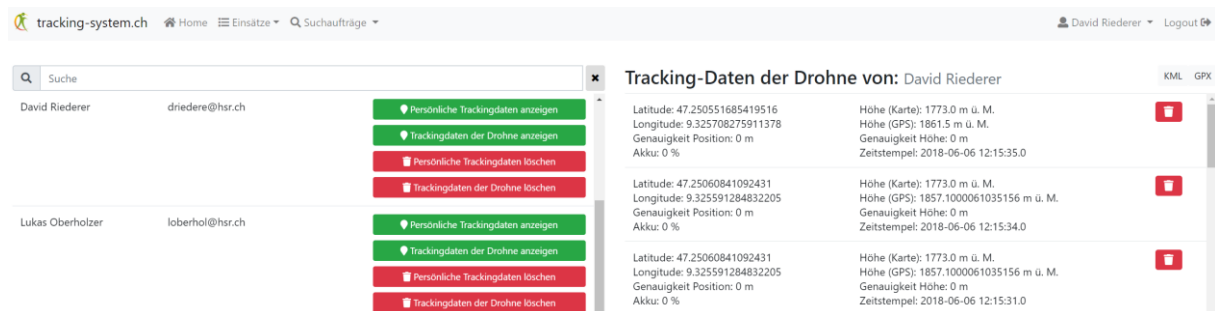 tracking-system.ch Home Einsätze Suchaufträge David Riederer Logout
Suche
David Riederer driedere@hsr.ch
Persönliche Trackingdaten anzeigen
Trackingdaten der Drohne anzeigen
Persönliche Trackingdaten löschen
Trackingdaten der Drohne löschen
Lukas Oberholzer loberhol@hsr.ch
Persönliche Trackingdaten anzeigen
Trackingdaten der Drohne anzeigen
Persönliche Trackingdaten löschen
Trackingdaten der Drohne löschen
Tracking-Daten der Drohne von: David Riederer KML GPX
Latitude: 47.250551685419516 Höhe (Karte): 1773.0 m ü. M.
Longitude: 9.325708275911378 Höhe (GPS): 1861.5 m ü. M.
Genauigkeit Position: 0 m Genauigkeit Höhe: 0 m
Akku: 0 % Zeitstempel: 2018-06-06 12:15:35.0
Latitude: 47.25060841092431 Höhe (Karte): 1773.0 m ü. M.
Longitude: 9.325591284832205 Höhe (GPS): 1857.1000061035156 m ü. M.
Genauigkeit Position: 0 m Genauigkeit Höhe: 0 m
Akku: 0 % Zeitstempel: 2018-06-06 12:15:34.0
Latitude: 47.25060841092431 Höhe (Karte): 1773.0 m ü. M.
Longitude: 9.325591284832205 Höhe (GPS): 1857.1000061035156 m ü. M.
Genauigkeit Position: 0 m Genauigkeit Höhe: 0 m
Akku: 0 % Zeitstempel: 2018-06-06 12:15:31.0